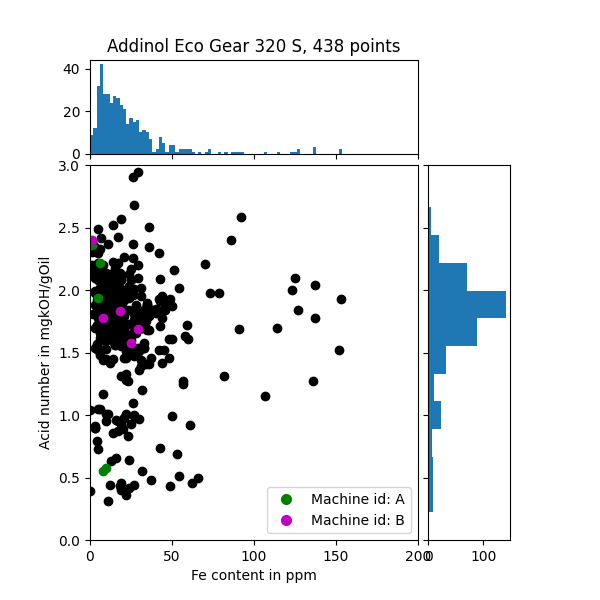 Addinol Eco Gear 320 S, 438 points
40
20
0
3.0
2.5
2.0
1.5
1.0
0.5
0.0
Acid number in mgKOH/gOil
Machine id: A
Machine id: B
0 50 100 150 200 0 100
Fe content in ppm